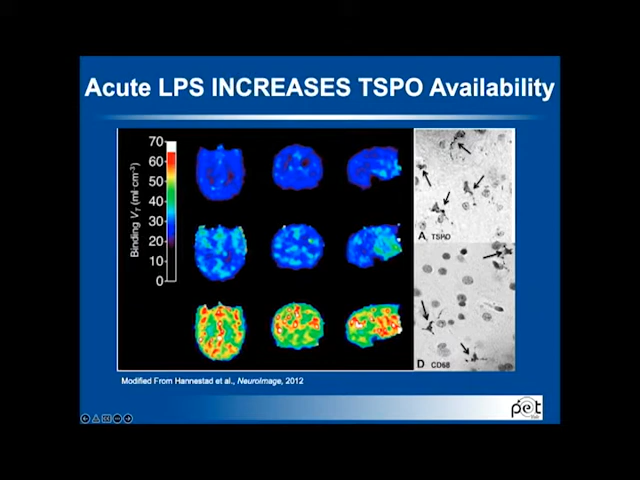 Acute LPS INCREASES TSPO Availability
Binding V_T (ml·cm⁻³)
70
60
50
40
30
20
10
0
A TSPO
D CD68
Modified From Hannestad et al., NeuroImage, 2012
pet